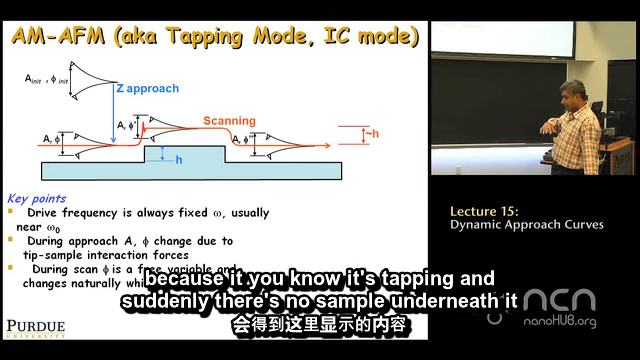 AM-AFM (aka Tapping Mode, IC mode)
Ainit , ϕ init
Z approach
Scanning
A, ϕ
A, ϕ'
A, ϕ''
~h
h
Key points
Drive frequency is always fixed ω, usually
near ω0
During approach A, ϕ change due to
tip-sample interaction forces
During scan ϕ is a free variable and
changes naturally whi
because it you know it's tapping and
suddenly there's no sample underneath it
会得到这里显示的内容
PURDUE
UNIVERSITY
Lecture 15:
Dynamic Approach Curves
ncn
nanoHUB.org